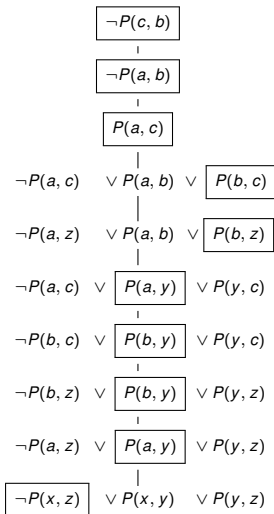 ¬P(c, b)
¬P(a, b)
P(a, c)
¬P(a, c) ∨ P(a, b) ∨ P(b, c)
¬P(a, z) ∨ P(a, b) ∨ P(b, z)
¬P(a, c) ∨ P(a, y) ∨ P(y, c)
¬P(b, c) ∨ P(b, y) ∨ P(y, c)
¬P(b, z) ∨ P(b, y) ∨ P(y, z)
¬P(a, z) ∨ P(a, y) ∨ P(y, z)
¬P(x, z) ∨ P(x, y) ∨ P(y, z)